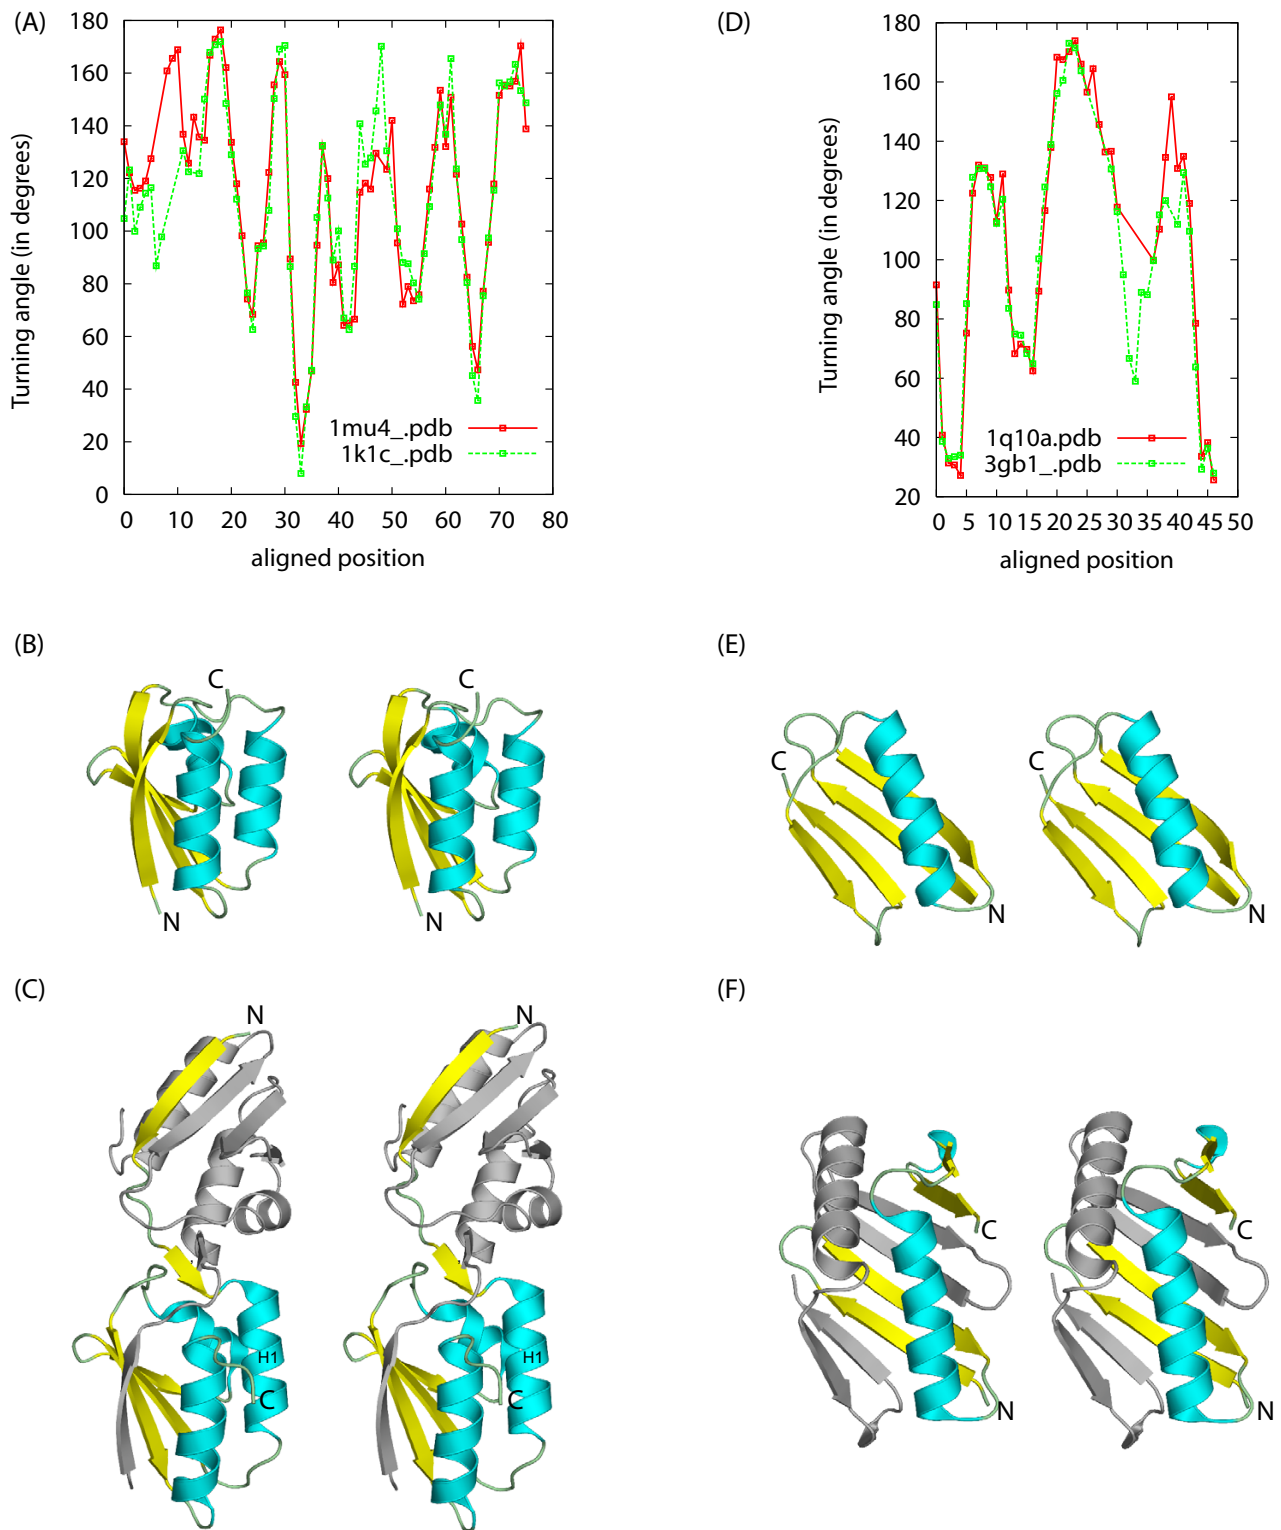 (A)
180
160
140
120
100
80
60
40
20
0
Turning angle (in degrees)
1mu4_.pdb
1k1c_.pdb
0 10 20 30 40 50 60 70 80
aligned position
(D)
180
160
140
120
100
80
60
40
20
Turning angle (in degrees)
1q10a.pdb
3gb1_.pdb
0 5 10 15 20 25 30 35 40 45 50
aligned position
(B)
C C
N N
(E)
C C
N N
(C)
N N
H1 H1
C C
(F)
C C
N N